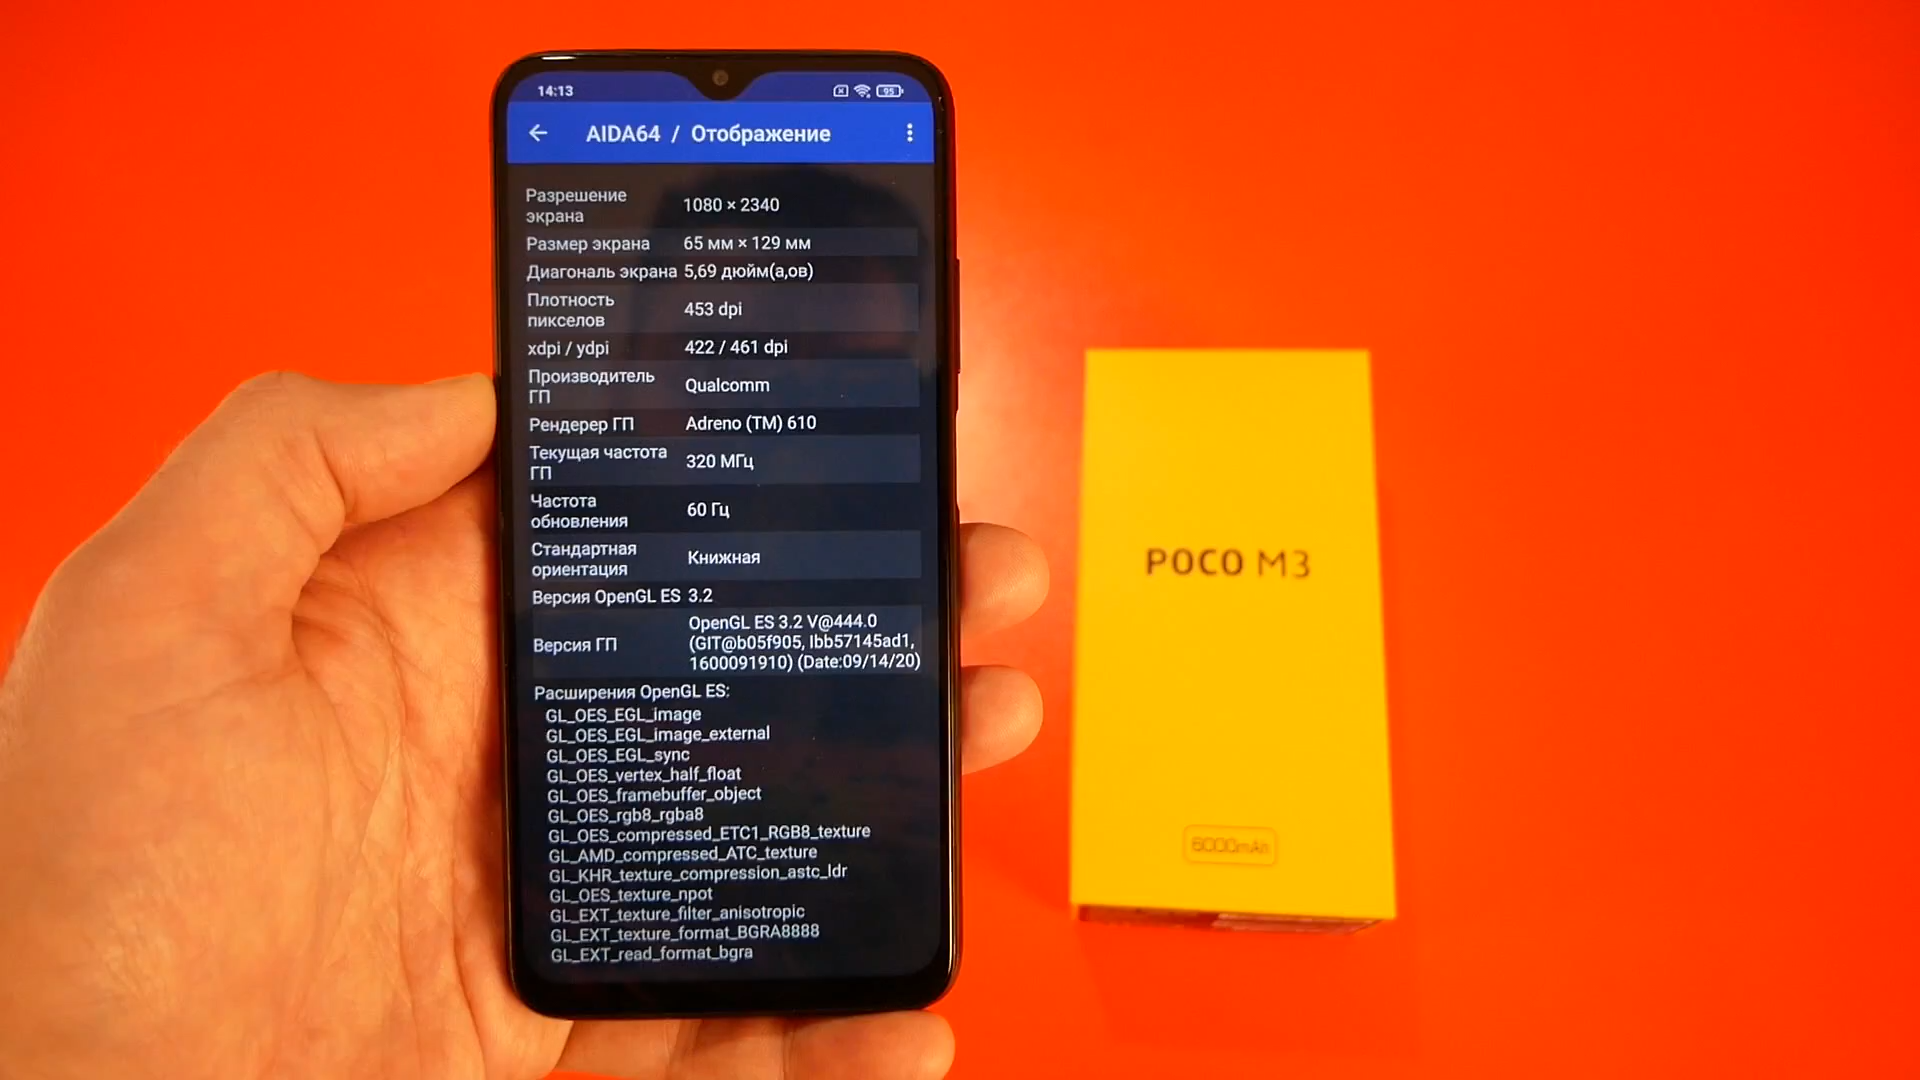 14:13
95
AIDA64 / Отображение
Разрешение экрана 1080 × 2340
Размер экрана 65 мм × 129 мм
Диагональ экрана 5,69 дюйм(а,ов)
Плотность пикселов 453 dpi
xdpi / ydpi 422 / 461 dpi
Производитель ГП Qualcomm
Рендерер ГП Adreno (TM) 610
Текущая частота ГП 320 МГц
Частота обновления 60 Гц
Стандартная ориентация Книжная
Версия OpenGL ES 3.2
Версия ГП OpenGL ES 3.2 V@444.0
(GIT@b05f905, Ibb57145ad1,
1600091910) (Date:09/14/20)
Расширения OpenGL ES:
GL_OES_EGL_image
GL_OES_EGL_image_external
GL_OES_EGL_sync
GL_OES_vertex_half_float
GL_OES_framebuffer_object
GL_OES_rgb8_rgba8
GL_OES_compressed_ETC1_RGB8_texture
GL_AMD_compressed_ATC_texture
GL_KHR_texture_compression_astc_ldr
GL_OES_texture_npot
GL_EXT_texture_filter_anisotropic
GL_EXT_texture_format_BGRA8888
GL_EXT_read_format_bgra
POCO M3
6000mAh